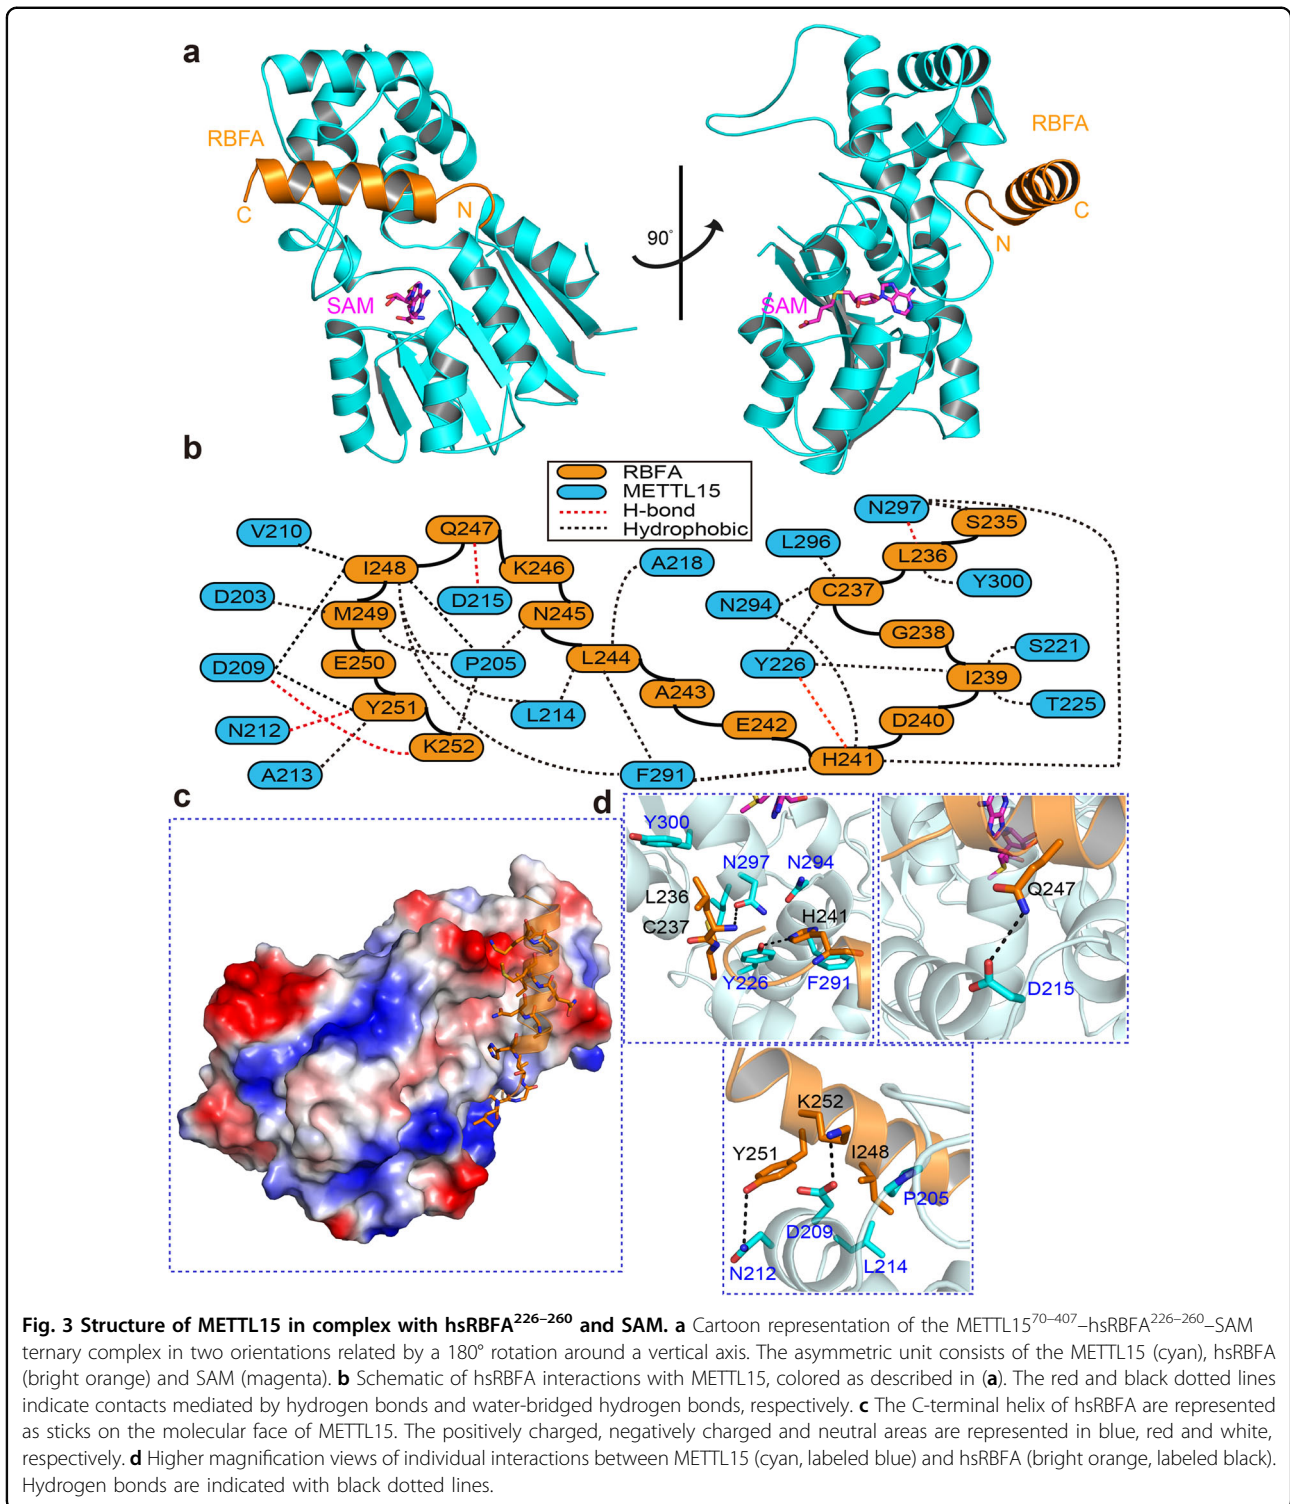 a
RBFA
C
N
SAM
90°
RBFA
C
N
SAM
b
RBFA
METTL15
H-bond
Hydrophobic
V210
Q247
A218
L296
N297
S235
L236
I248
K246
Y300
D203
D215
C237
M249
N245
N294
G238
S221
D209
E250
P205
L244
Y226
I239
T225
Y251
A243
N212
L214
E242
D240
K252
A213
F291
H241
c
d
Y300
N297
N294
L236
H241
C237
Y226
F291
Q247
D215
K252
Y251
I248
P205
D209
N212
L214
Fig. 3 Structure of METTL15 in complex with hsRBFA226–260 and SAM. a Cartoon representation of the METTL1570–407–hsRBFA226–260–SAM
ternary complex in two orientations related by a 180° rotation around a vertical axis. The asymmetric unit consists of the METTL15 (cyan), hsRBFA
(bright orange) and SAM (magenta). b Schematic of hsRBFA interactions with METTL15, colored as described in (a). The red and black dotted lines
indicate contacts mediated by hydrogen bonds and water-bridged hydrogen bonds, respectively. c The C-terminal helix of hsRBFA are represented
as sticks on the molecular face of METTL15. The positively charged, negatively charged and neutral areas are represented in blue, red and white,
respectively. d Higher magnification views of individual interactions between METTL15 (cyan, labeled blue) and hsRBFA (bright orange, labeled black).
Hydrogen bonds are indicated with black dotted lines.